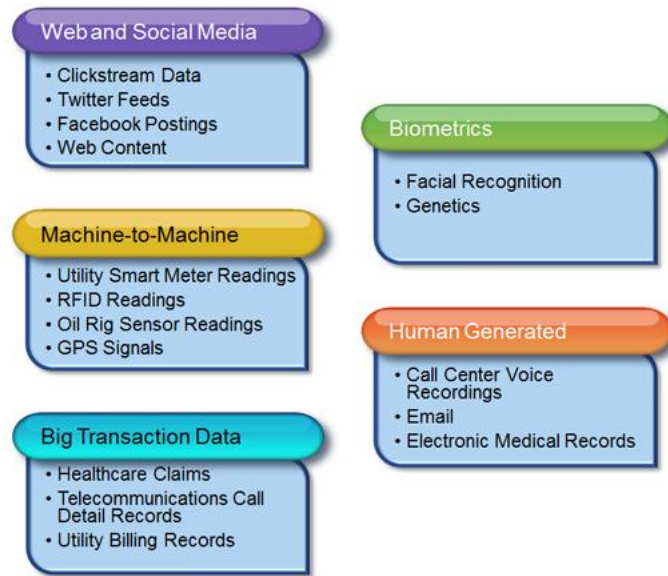 Web and Social Media
• Clickstream Data
• Twitter Feeds
• Facebook Postings
• Web Content
Machine-to-Machine
• Utility Smart Meter Readings
• RFID Readings
• Oil Rig Sensor Readings
• GPS Signals
Big Transaction Data
• Healthcare Claims
• Telecommunications Call
Detail Records
• Utility Billing Records
Biometrics
• Facial Recognition
• Genetics
Human Generated
• Call Center Voice
Recordings
• Email
• Electronic Medical Records